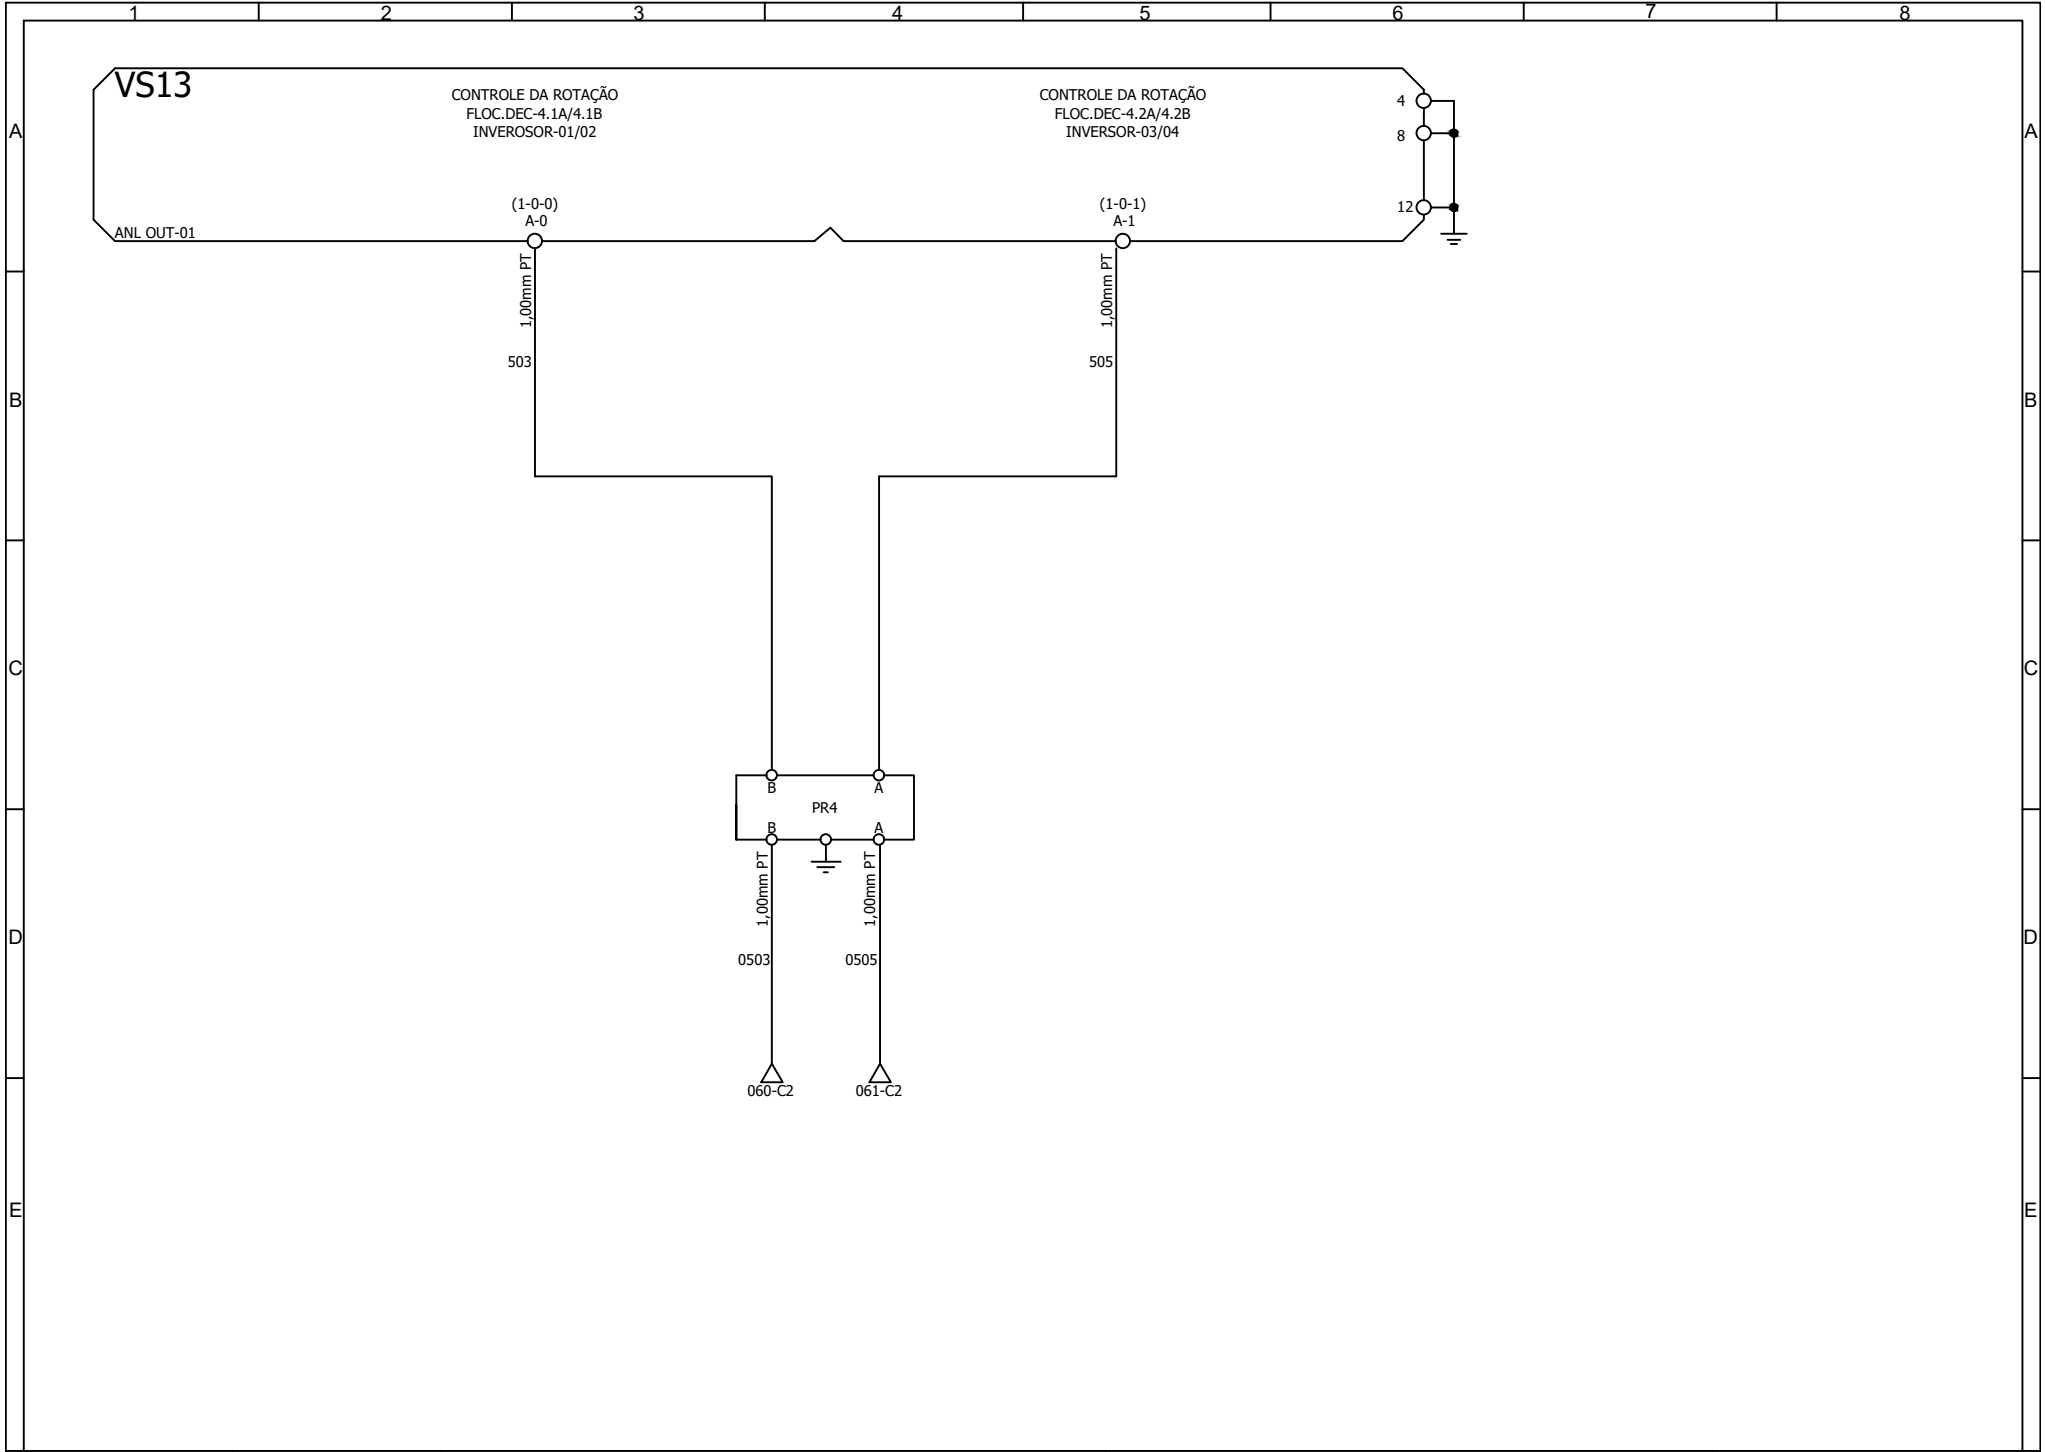 1 2 3 4 5 6 7 8
VS13
CONTROLE DA ROTAÇÃO
FLOC.DEC-4.1A/4.1B
INVEROSOR-01/02
CONTROLE DA ROTAÇÃO
FLOC.DEC-4.2A/4.2B
INVERSOR-03/04
4
8
12
A A
(1-0-0)
A-0
(1-0-1)
A-1
ANL OUT-01
1,00mm PT
1,00mm PT
503
505
B B
C C
B A
PR4
B A
1,00mm PT
1,00mm PT
D D
0503
0505
060-C2
061-C2
E E